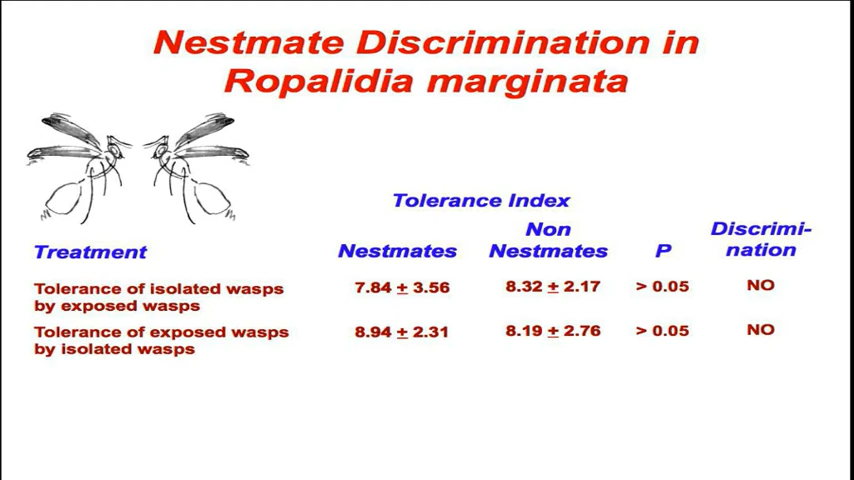 Nestmate Discrimination in
Ropalidia marginata
Tolerance Index
Treatment Nestmates Non Nestmates P Discrimi-nation
Tolerance of isolated wasps by exposed wasps 7.84 ± 3.56 8.32 ± 2.17 > 0.05 NO
Tolerance of exposed wasps by isolated wasps 8.94 ± 2.31 8.19 ± 2.76 > 0.05 NO